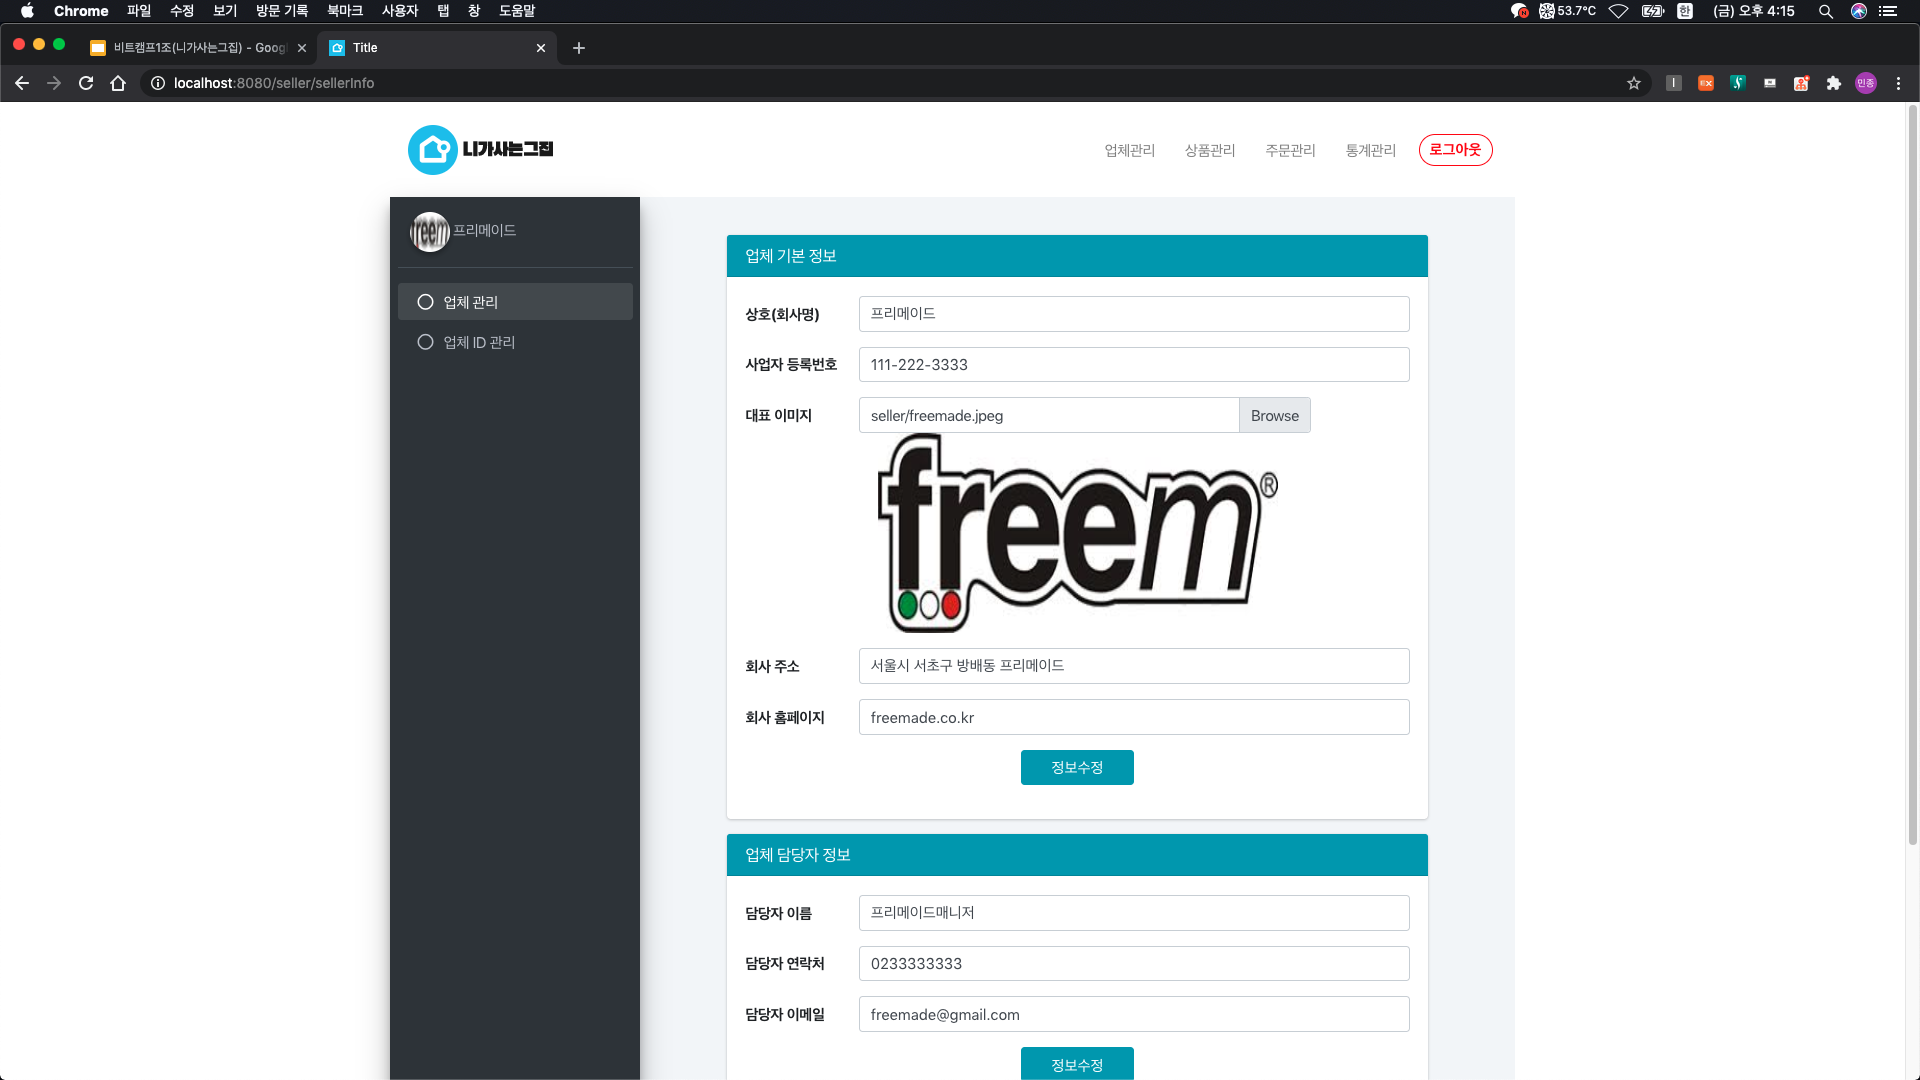 Chrome 파일 수정 보기 방문 기록 북마크 사용자 탭 창 도움말 53.7°C 한 (금) 오후 4:15
비트캠프1조(니가사는그집) - Goog Title
localhost:8080/seller/sellerInfo 민종
니가사는그집 업체관리 상품관리 주문관리 통계관리 로그아웃
프리메이드
업체 관리
업체 ID 관리
업체 기본 정보
상호(회사명) 프리메이드
사업자 등록번호 111-222-3333
대표 이미지 seller/freemade.jpeg Browse
freem®
회사 주소 서울시 서초구 방배동 프리메이드
회사 홈페이지 freemade.co.kr
정보수정
업체 담당자 정보
담당자 이름 프리메이드매니저
담당자 연락처 0233333333
담당자 이메일 freemade@gmail.com
정보수정